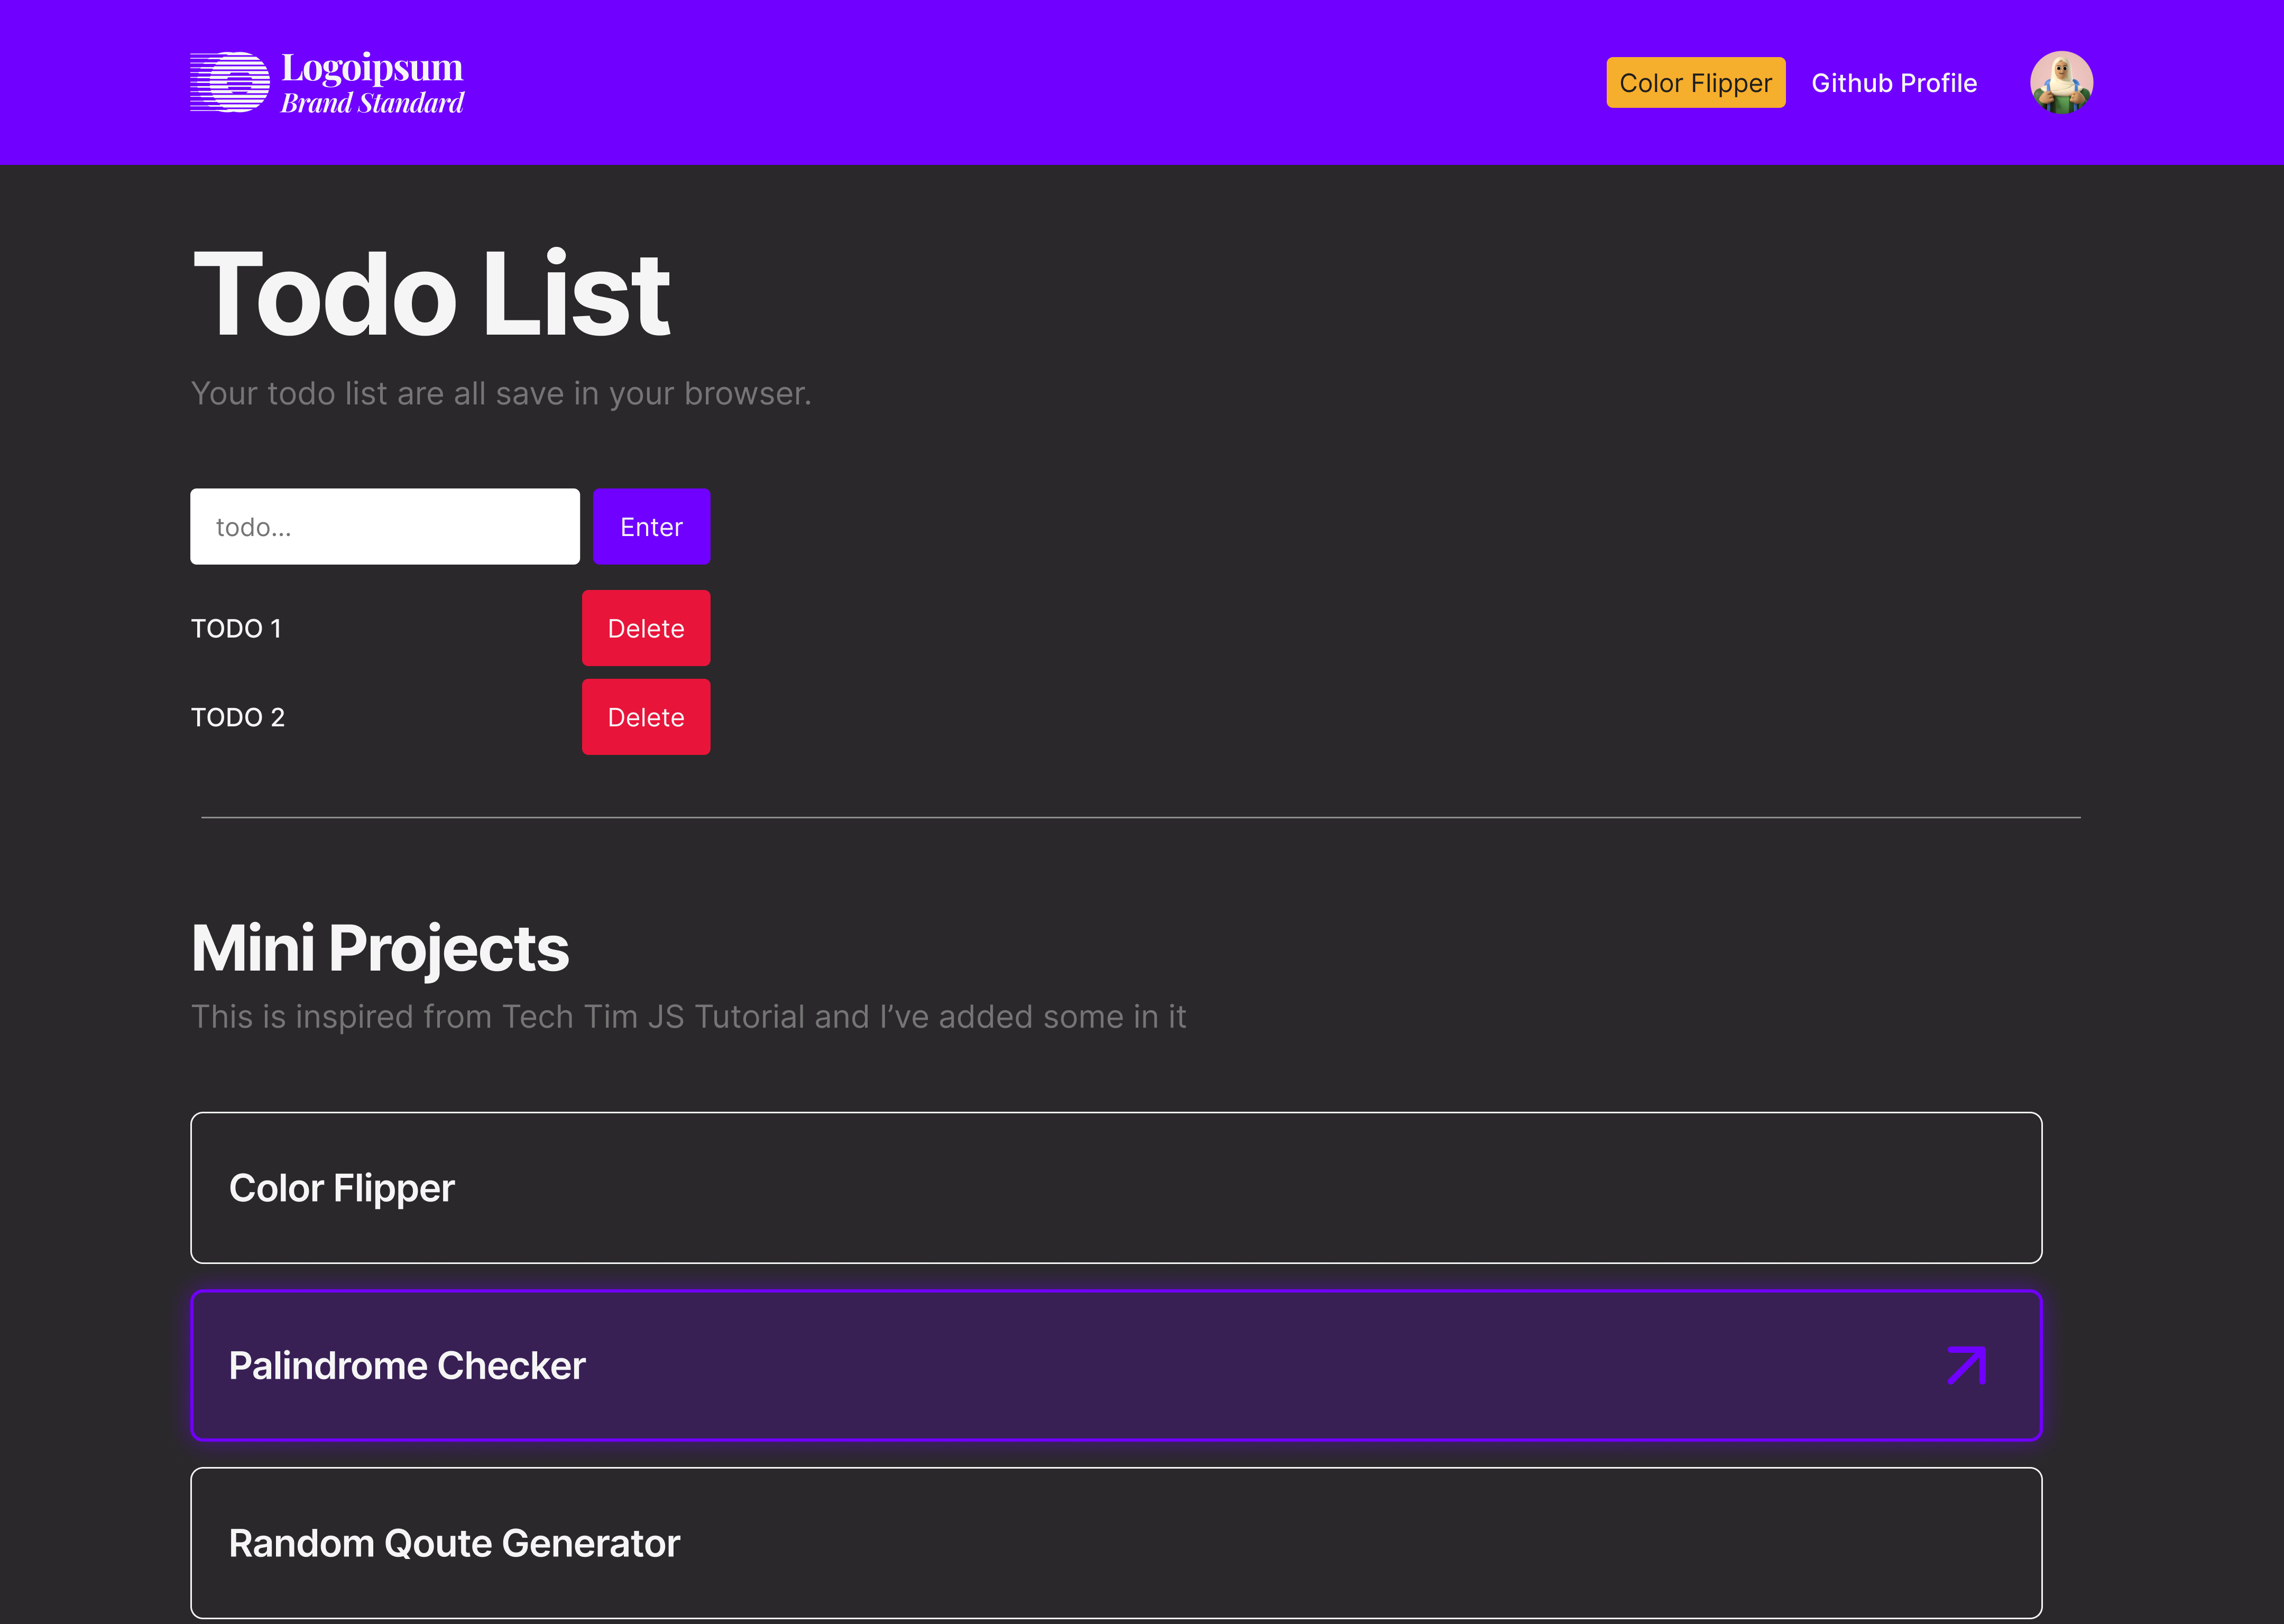 Logoipsum
Brand Standard
Color Flipper
Github Profile
Todo List
Your todo list are all save in your browser.
todo...
Enter
TODO 1
Delete
TODO 2
Delete
Mini Projects
This is inspired from Tech Tim JS Tutorial and I’ve added some in it
Color Flipper
Palindrome Checker
Random Qoute Generator